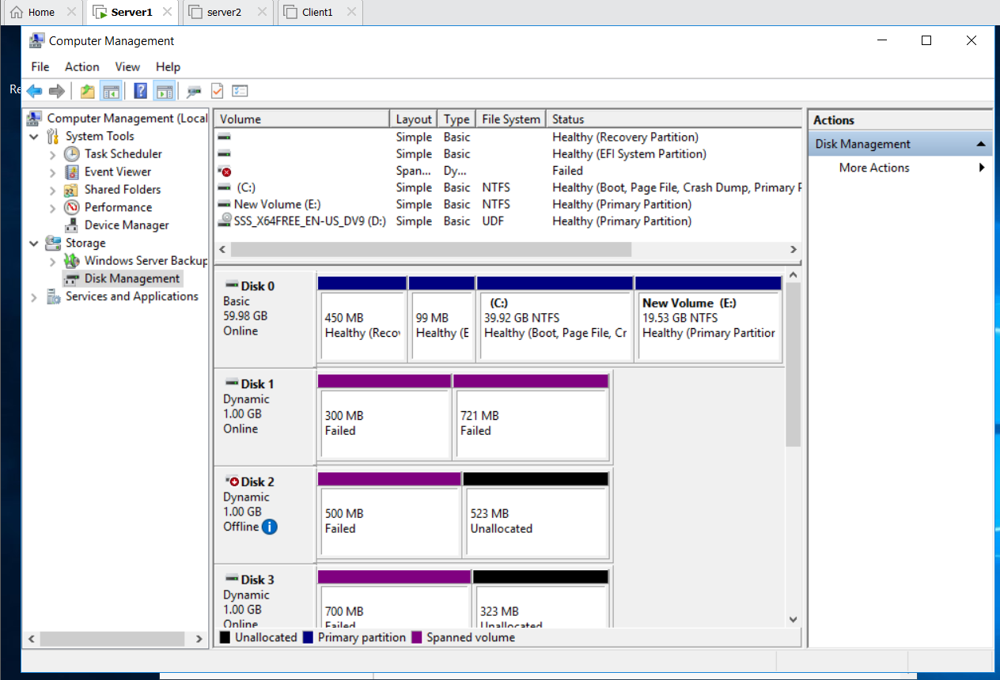 Home
Server1
server2
Client1
Computer Management
File Action View Help
Re
Computer Management (Local
System Tools
Task Scheduler
Event Viewer
Shared Folders
Performance
Device Manager
Storage
Windows Server Backup
Disk Management
Services and Applications
Volume Layout Type File System Status
Simple Basic Healthy (Recovery Partition)
Simple Basic Healthy (EFI System Partition)
Span... Dy... Failed
(C:) Simple Basic NTFS Healthy (Boot, Page File, Crash Dump, Primary P
New Volume (E:) Simple Basic NTFS Healthy (Primary Partition)
SSS_X64FREE_EN-US_DV9 (D:) Simple Basic UDF Healthy (Primary Partition)
Disk 0
Basic
59.98 GB
Online
450 MB
Healthy (Reco
99 MB
Healthy (E
(C:)
39.92 GB NTFS
Healthy (Boot, Page File, Cr
New Volume (E:)
19.53 GB NTFS
Healthy (Primary Partition
Disk 1
Dynamic
1.00 GB
Online
300 MB
Failed
721 MB
Failed
Disk 2
Dynamic
1.00 GB
Offline
500 MB
Failed
523 MB
Unallocated
Disk 3
Dynamic
1.00 GB
Online
700 MB
Failed
323 MB
Unallocated
Unallocated Primary partition Spanned volume
Actions
Disk Management
More Actions